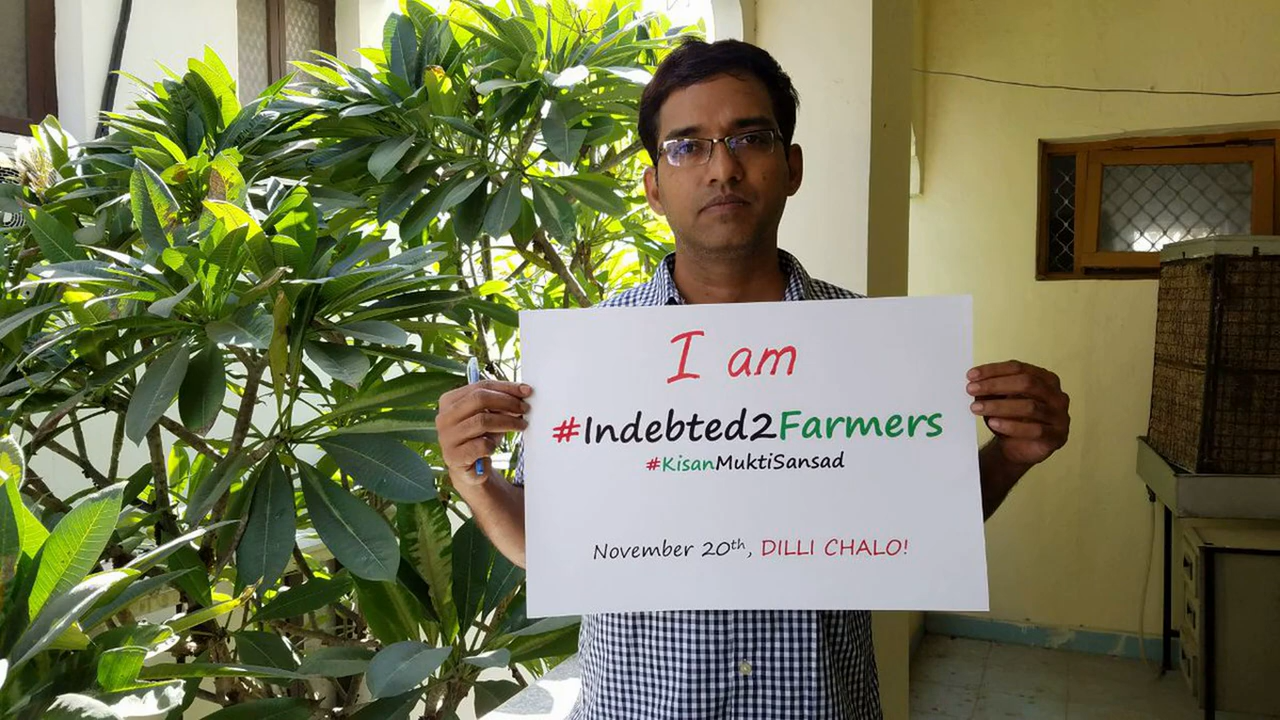 I am
#Indebted2Farmers
#KisanMuktiSansad
November 20th, DILLI CHALO!